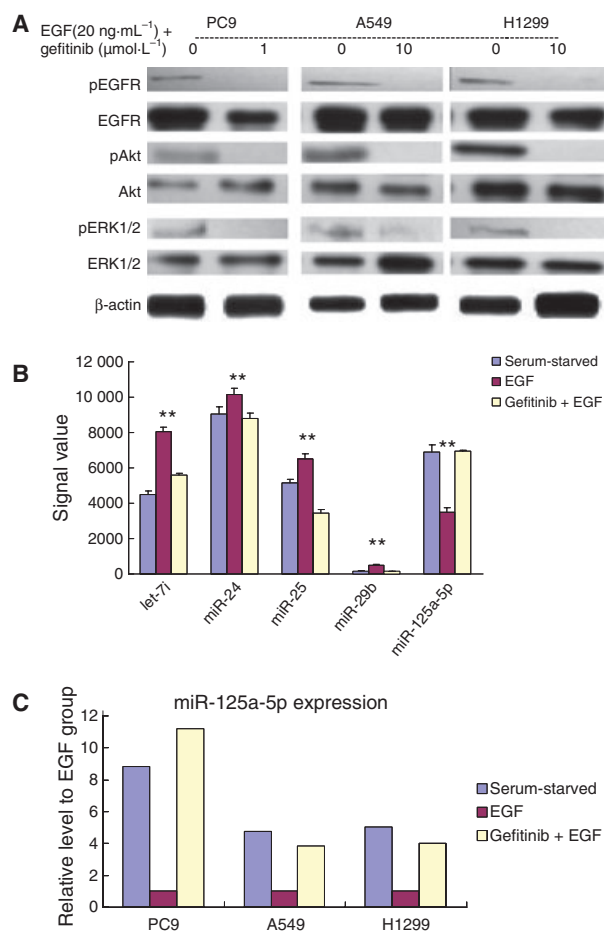 A
PC9 A549 H1299
EGF(20 ng·mL⁻¹) +
gefitinib (μmol·L⁻¹) 0 1 0 10 0 10
pEGFR
EGFR
pAkt
Akt
pERK1/2
ERK1/2
β-actin
B
Signal value
12 000
10 000
8000
6000
4000
2000
0
** ** ** ** **
let-7i miR-24 miR-25 miR-29b miR-125a-5p
Serum-starved
EGF
Gefitinib + EGF
C
miR-125a-5p expression
Relative level to EGF group
12
10
8
6
4
2
0
PC9 A549 H1299
Serum-starved
EGF
Gefitinib + EGF